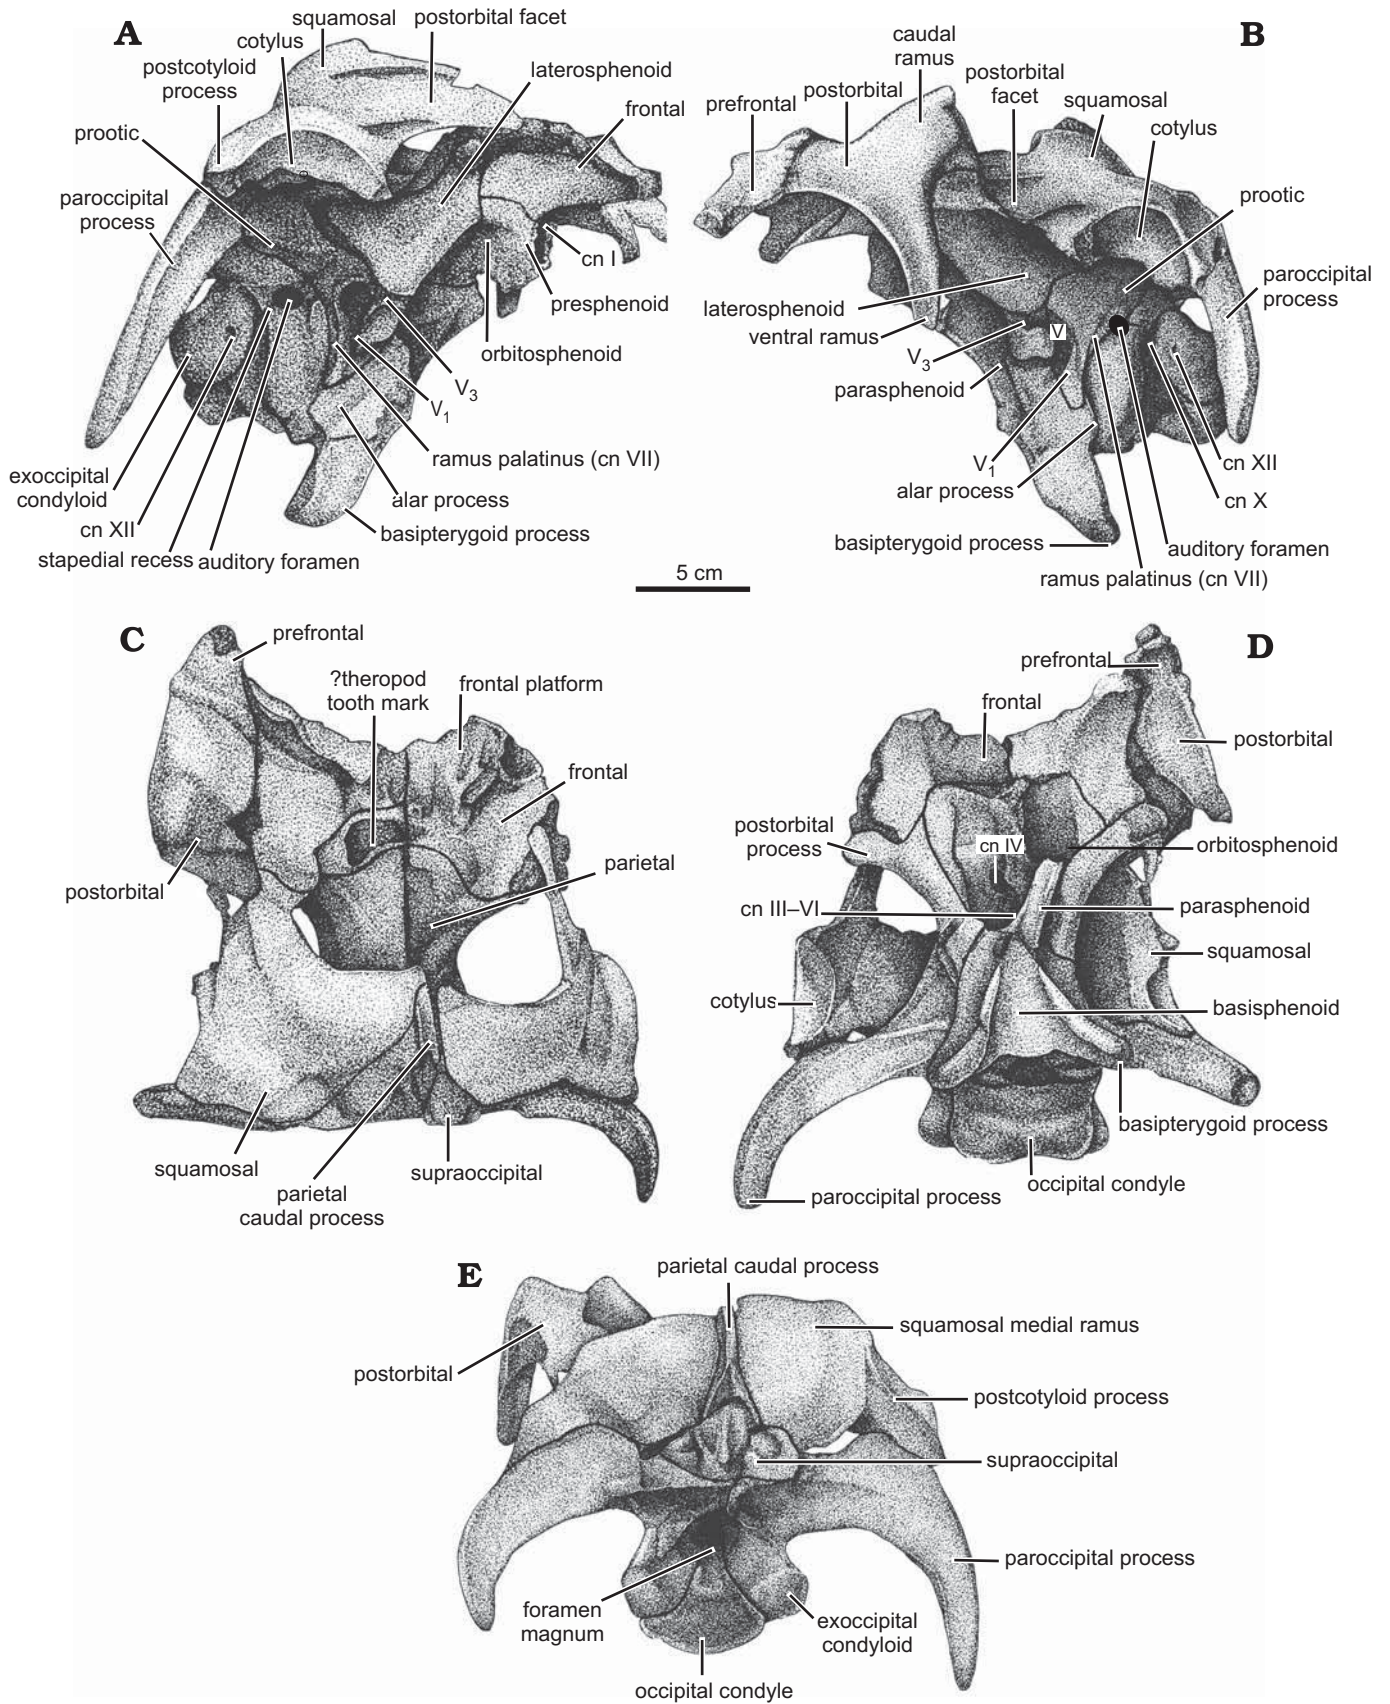 A
squamosal
postorbital facet
cotylus
postcotyloid
process
laterosphenoid
frontal
prootic
paroccipital
process
cn I
presphenoid
orbitosphenoid
V3
V1
ramus palatinus (cn VII)
exoccipital
condyloid
alar process
cn XII
basipterygoid process
stapedial recess
auditory foramen
B
caudal
ramus
postorbital
facet
postorbital
prefrontal
squamosal
cotylus
prootic
paroccipital
process
laterosphenoid
ventral ramus
V
V3
parasphenoid
V1
cn XII
alar process
cn X
basipterygoid process
auditory foramen
ramus palatinus (cn VII)
5 cm
C
prefrontal
?theropod
tooth mark
frontal platform
frontal
parietal
postorbital
squamosal
parietal
caudal process
supraoccipital
D
prefrontal
frontal
postorbital
postorbital
process
cn IV
orbitosphenoid
cn III–VI
parasphenoid
squamosal
cotylus
basisphenoid
basipterygoid process
occipital condyle
paroccipital process
E
parietal caudal process
squamosal medial ramus
postorbital
postcotyloid process
supraoccipital
paroccipital process
foramen
magnum
exoccipital
condyloid
occipital condyle